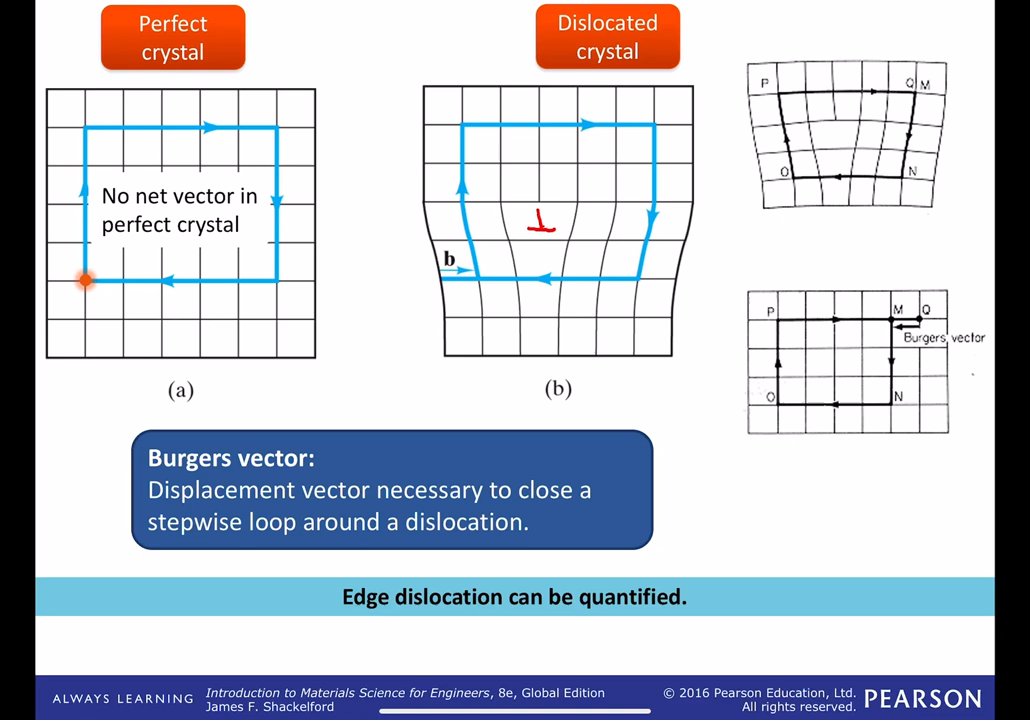 Perfect
crystal
Dislocated
crystal
No net vector in
perfect crystal
b
(a)
(b)
P
Q M
O
N
P
M
Q
Burgers vector
O
N
Burgers vector:
Displacement vector necessary to close a
stepwise loop around a dislocation.
Edge dislocation can be quantified.
ALWAYS LEARNING
Introduction to Materials Science for Engineers, 8e, Global Edition
James F. Shackelford
© 2016 Pearson Education, Ltd.
All rights reserved.
PEARSON